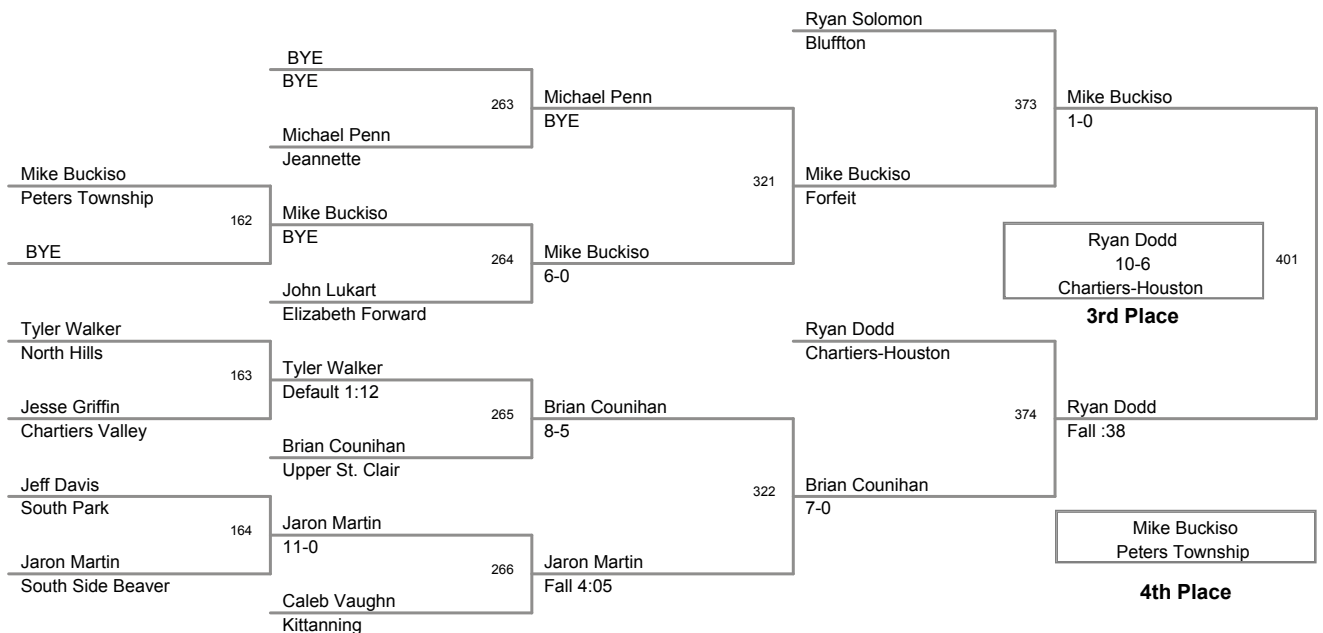 Ryan Solomon
Bluffton
BYE
BYE
263
Michael Penn
BYE
373
Mike Buckiso
1-0
Michael Penn
Jeannette
Mike Buckiso
Peters Township
321
Mike Buckiso
Forfeit
162
Mike Buckiso
BYE
BYE
264
Mike Buckiso
6-0
Ryan Dodd
10-6
Chartiers-Houston
401
John Lukart
Elizabeth Forward
3rd Place
Tyler Walker
North Hills
Ryan Dodd
Chartiers-Houston
163
Tyler Walker
Default 1:12
Jesse Griffin
Chartiers Valley
265
Brian Counihan
8-5
374
Ryan Dodd
Fall :38
Brian Counihan
Upper St. Clair
Jeff Davis
South Park
322
Brian Counihan
7-0
164
Jaron Martin
11-0
Mike Buckiso
Peters Township
Jaron Martin
South Side Beaver
266
Jaron Martin
Fall 4:05
4th Place
Caleb Vaughn
Kittanning